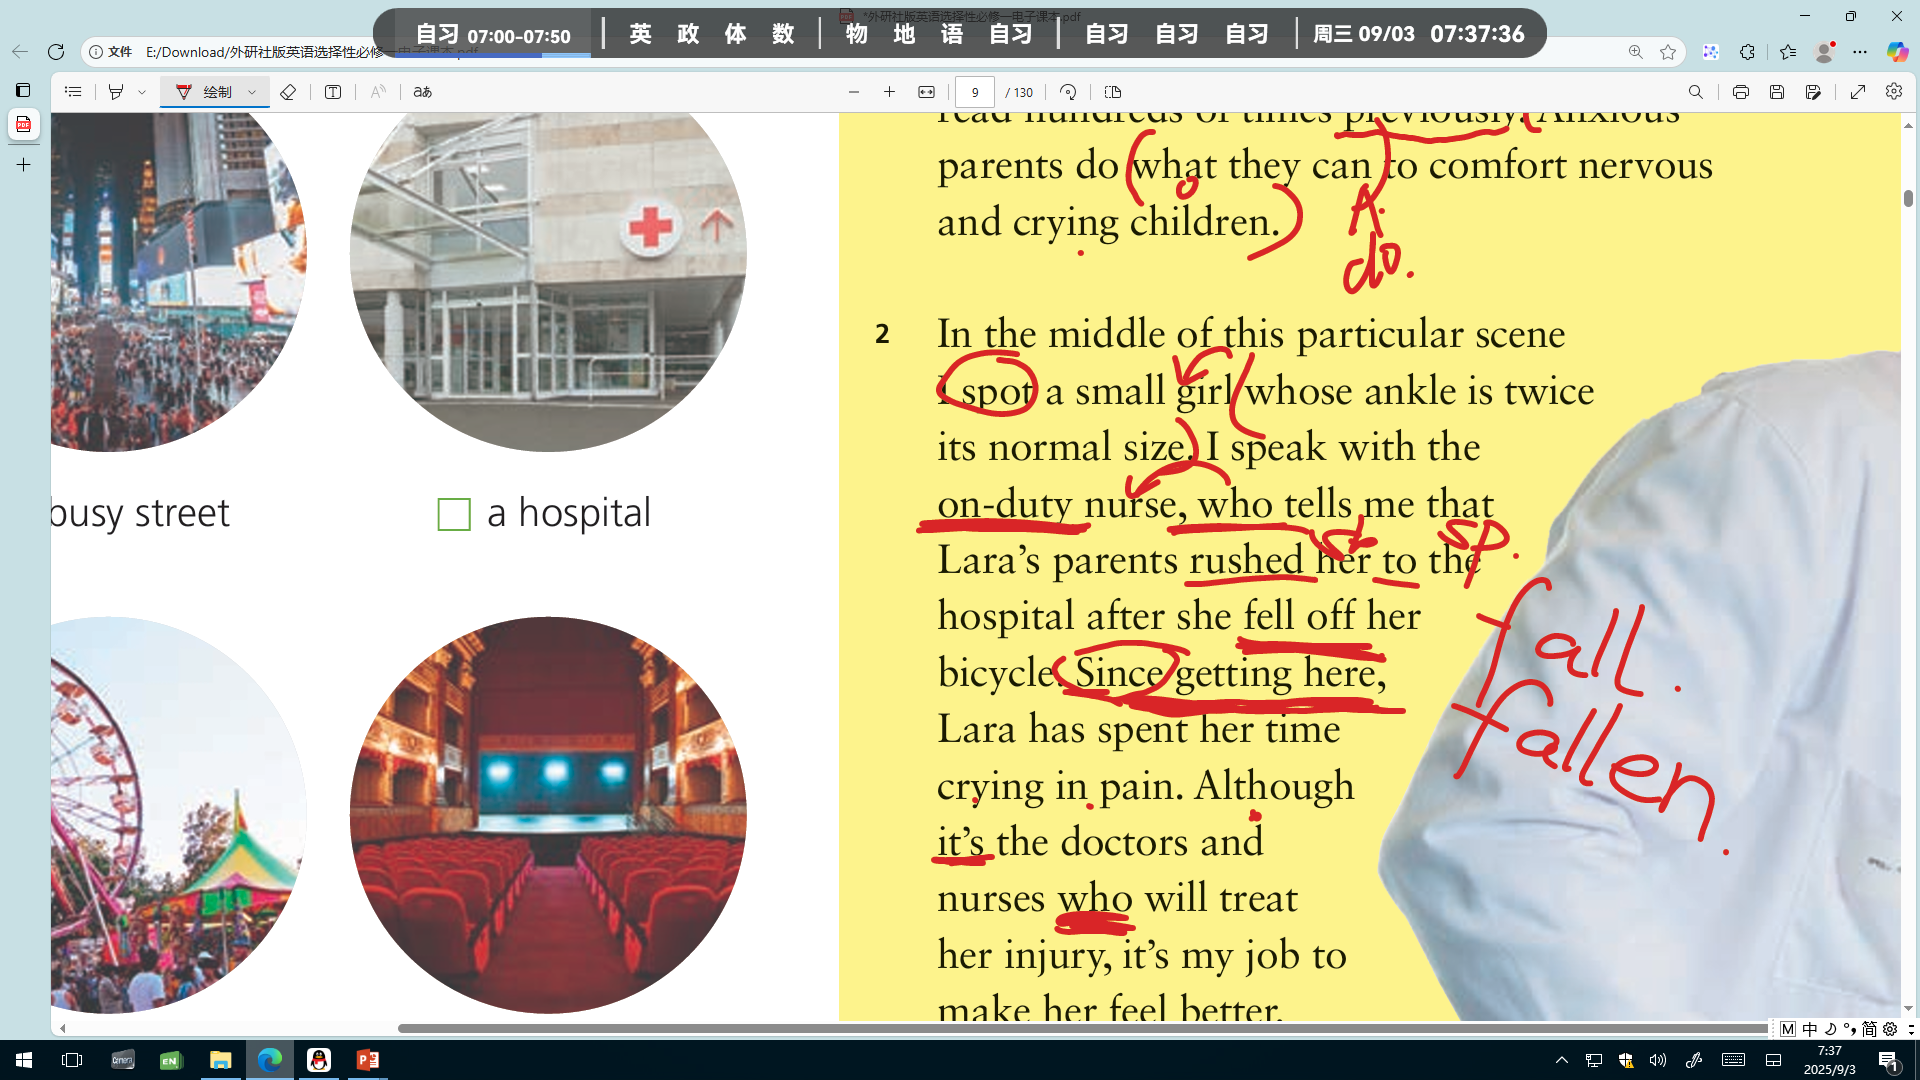 *外研社版英语选择性必修一电子课本.pdf
自习 07:00-07:50 英 政 体 数 物 地 语 自习 自习 自习 自习 周三 09/03 07:37:36
文件 E:/Download/外研社版英语选择性必修一电子课本.pdf
绘制 9 / 130
read hundreds of times previously. Anxious
parents do what they can to comfort nervous
and crying children.
A.
do.
2 In the middle of this particular scene
I spot a small girl whose ankle is twice
its normal size. I speak with the
on-duty nurse, who tells me that
st sp.
Lara's parents rushed her to the
hospital after she fell off her
bicycle. Since getting here,
Lara has spent her time
crying in pain. Although
it's the doctors and
nurses who will treat
her injury, it's my job to
make her feel better.
fall.
fallen.
busy street
a hospital
M 中 简
7:37
2025/9/3